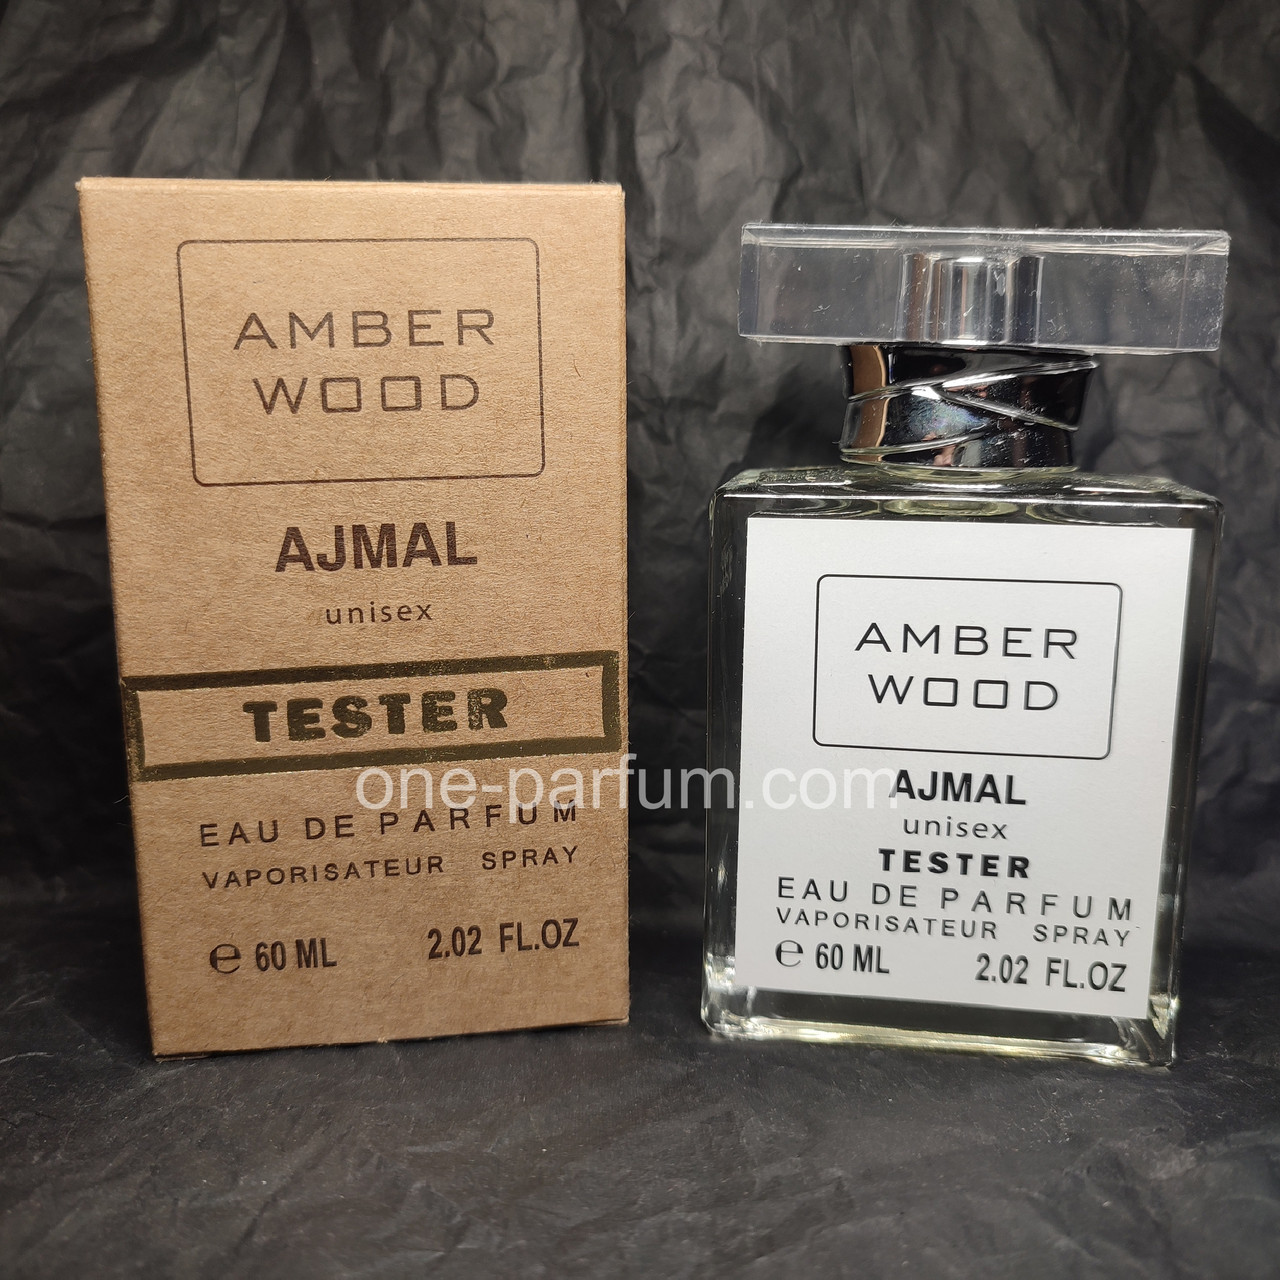 AMBER
WOOD
AJMAL
unisex
TESTER
EAU DE PARFUM
VAPORISATEUR SPRAY
℮ 60 ML 2.02 FL.OZ
AMBER
WOOD
AJMAL
unisex
TESTER
EAU DE PARFUM
VAPORISATEUR SPRAY
℮ 60 ML 2.02 FL.OZ
one-parfum.com